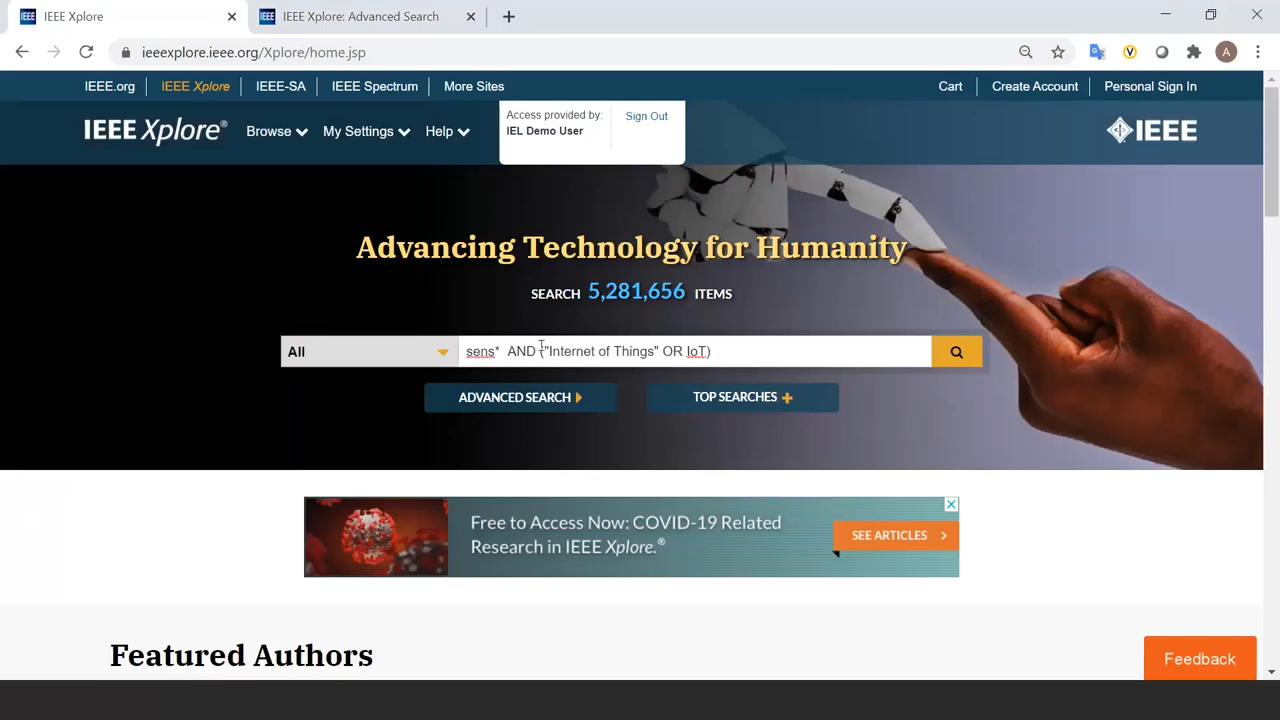 IEEE Xplore
IEEE Xplore: Advanced Search
ieeexplore.ieee.org/Xplore/home.jsp
A
IEEE.org
IEEE Xplore
IEEE-SA
IEEE Spectrum
More Sites
Cart
Create Account
Personal Sign In
IEEE Xplore®
Browse
My Settings
Help
Access provided by:
IEL Demo User
Sign Out
IEEE
Advancing Technology for Humanity
SEARCH 5,281,656 ITEMS
All
sens* AND ("Internet of Things" OR IoT)
ADVANCED SEARCH
TOP SEARCHES
Free to Access Now: COVID-19 Related
Research in IEEE Xplore.®
SEE ARTICLES
Featured Authors
Feedback